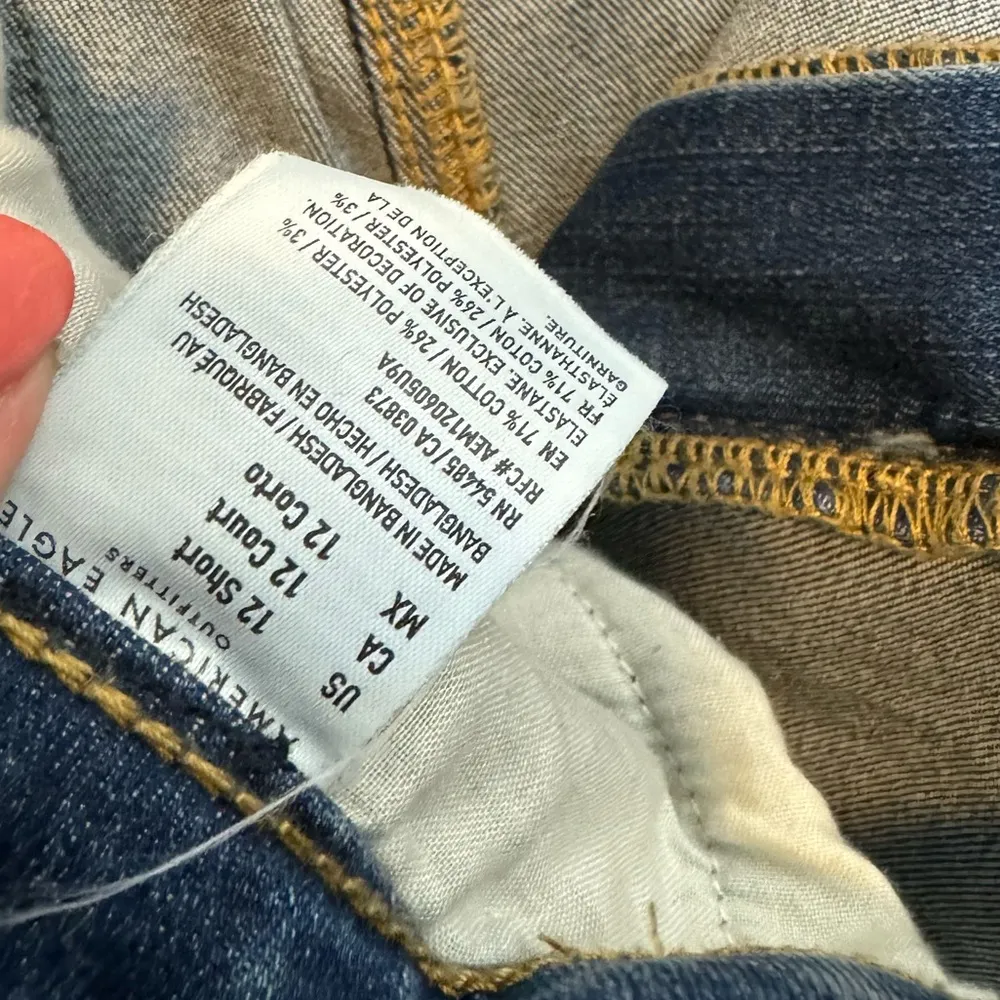 AMERICAN EAGLE
OUTFITTERS
US 12 Short
CA 12 Court
MX 12 Corto
MADE IN BANGLADESH / FABRIQUÉ AU
BANGLADESH / HECHO EN BANGLADESH
RN 54485 / CA 03873
RFC# AEM120605U9A
EN 71% COTTON / 26% POLYESTER / 3%
ELASTANE. EXCLUSIVE OF DECORATION.
FR 71% COTON / 26% POLYESTER / 3%
ÉLASTHANNE. À L'EXCEPTION DE LA
GARNITURE.